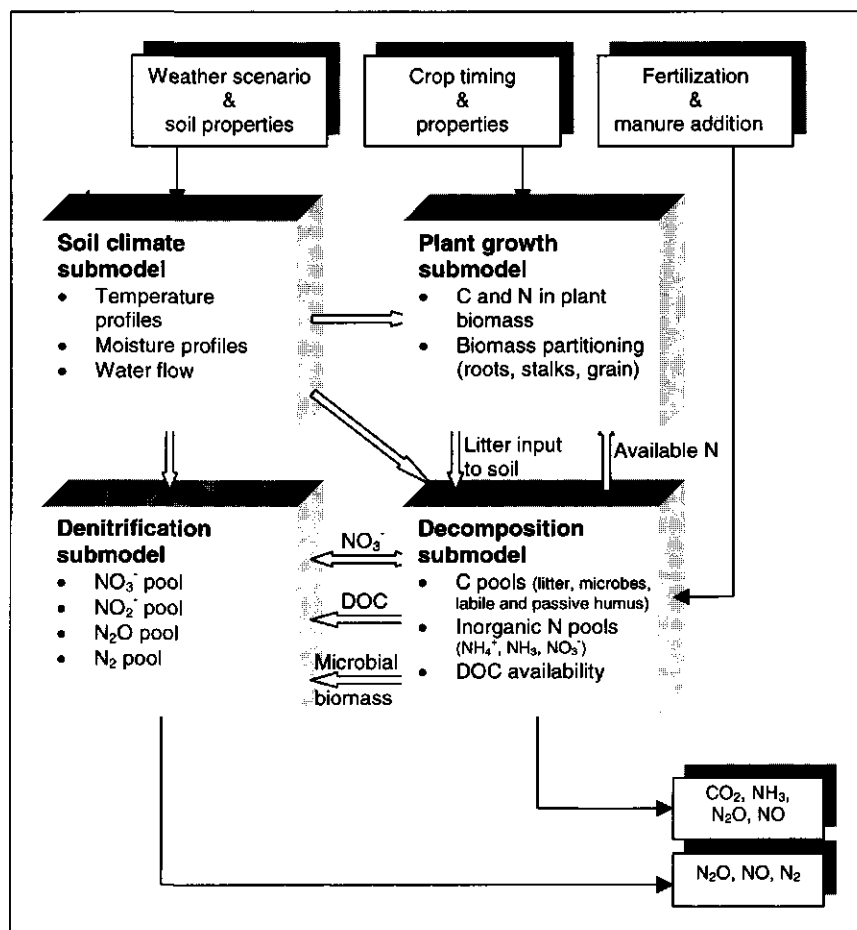 Weather scenario
&
soil properties
Crop timing
&
properties
Fertilization
&
manure addition
Soil climate
submodel
• Temperature
profiles
• Moisture profiles
• Water flow
Plant growth
submodel
• C and N in plant
biomass
• Biomass partitioning
(roots, stalks, grain)
Litter input
to soil
Available N
Denitrification
submodel
• NO₃⁻ pool
• NO₂⁻ pool
• N₂O pool
• N₂ pool
NO₃⁻
DOC
Microbial
biomass
Decomposition
submodel
• C pools (litter, microbes,
labile and passive humus)
• Inorganic N pools
(NH₄⁺, NH₃, NO₃⁻)
• DOC availability
CO₂, NH₃,
N₂O, NO
N₂O, NO, N₂